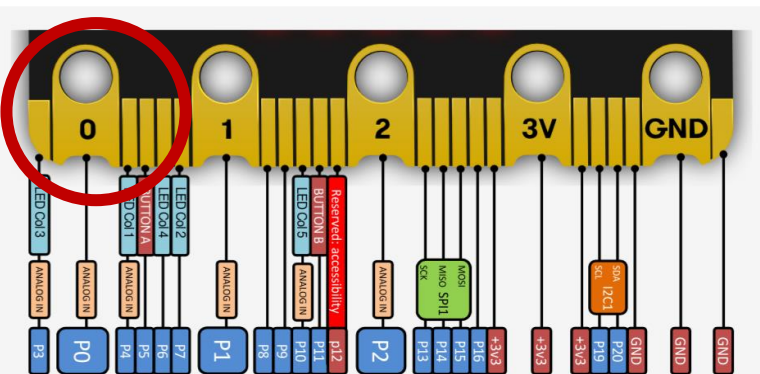 0 1 2 3V GND
LED Col 3
LED Col 1
BUTTON A
LED Col 4
LED Col 2
LED Col 5
BUTTON B
Reserved: accessibility
ANALOG IN
ANALOG IN
ANALOG IN
ANALOG IN
ANALOG IN
ANALOG IN
SCK
MISO SPI1
MOSI
SCL
I2C1
SDA
P3
P0
P4
P5
P6
P7
P1
P8
P9
P10
P11
p12
P2
P13
P14
P15
P16
+3v3
+3v3
+3v3
P19
P20
GND
GND
GND